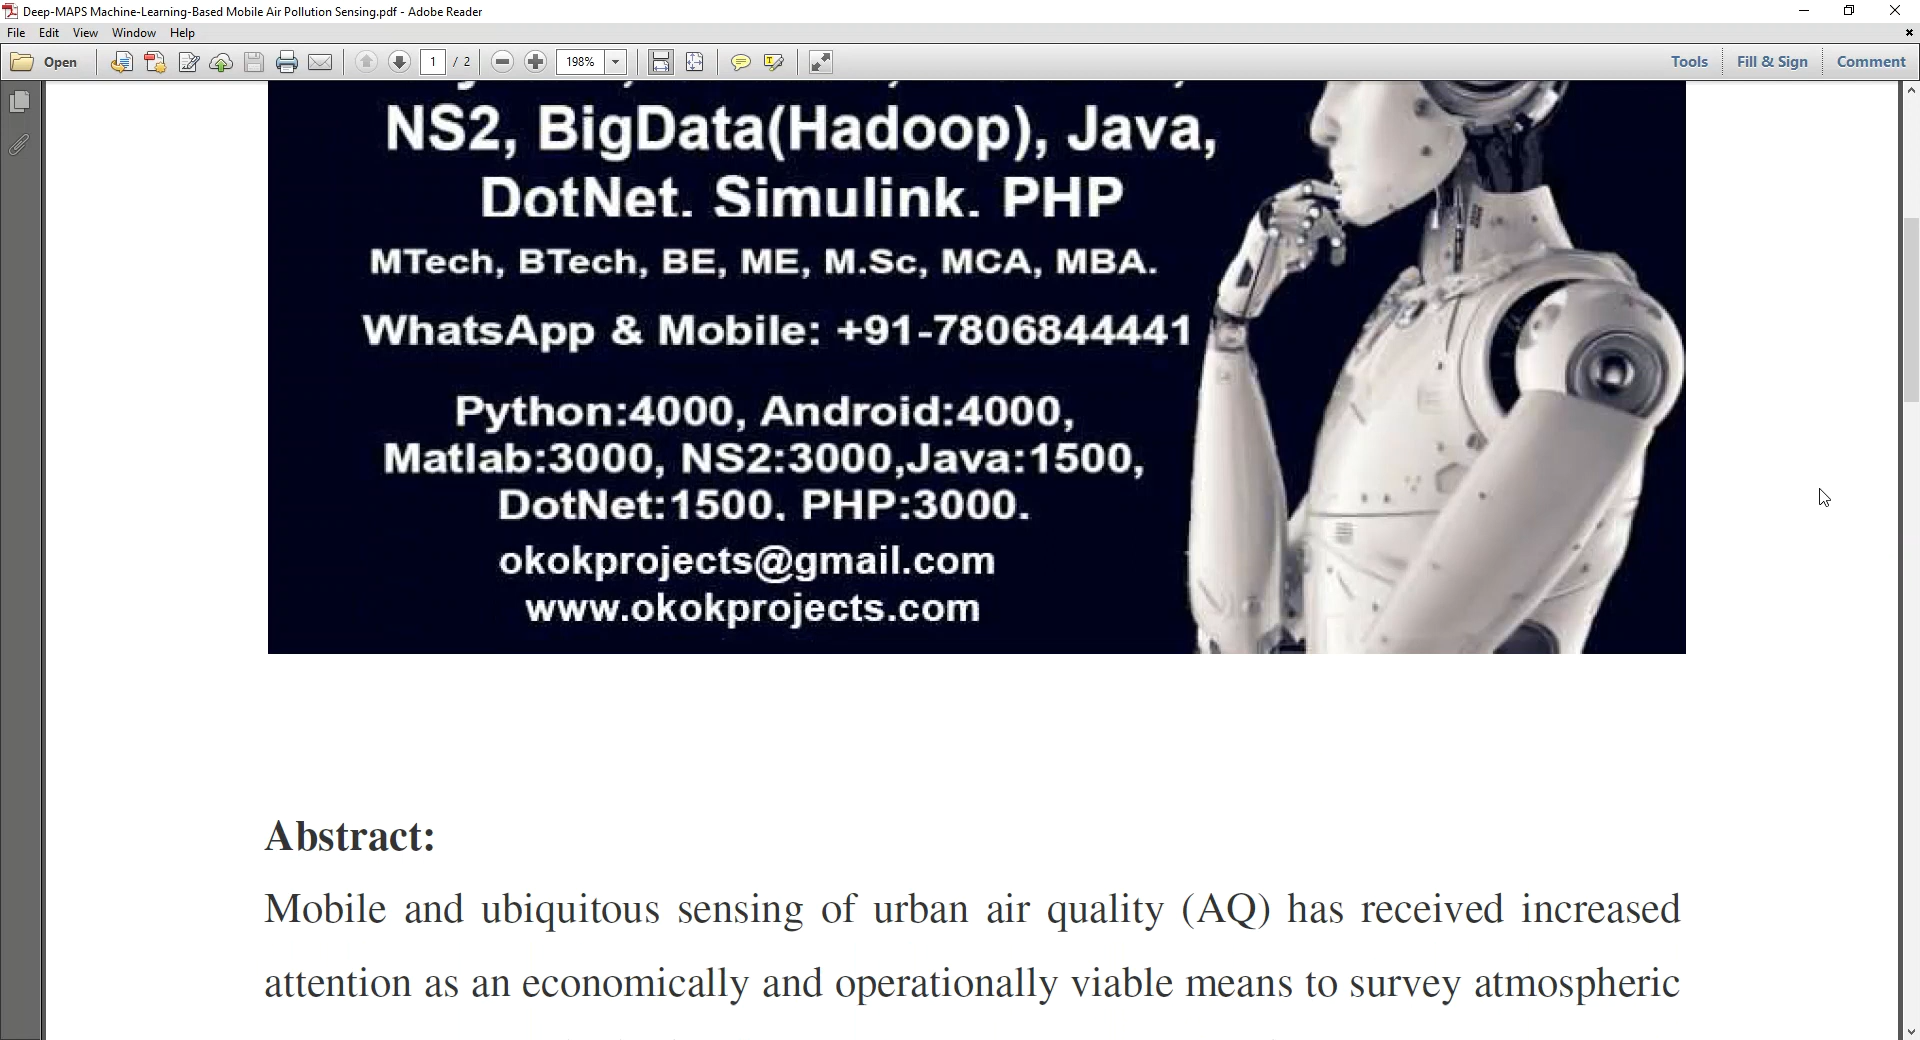 Deep-MAPS Machine-Learning-Based Mobile Air Pollution Sensing.pdf - Adobe Reader
File Edit View Window Help
Open 1 / 2 198% Tools Fill & Sign Comment
NS2, BigData(Hadoop), Java,
DotNet. Simulink. PHP
MTech, BTech, BE, ME, M.Sc, MCA, MBA.
WhatsApp & Mobile: +91-7806844441
Python:4000, Android:4000,
Matlab:3000, NS2:3000,Java:1500,
DotNet:1500. PHP:3000.
okokprojects@gmail.com
www.okokprojects.com
Abstract:
Mobile and ubiquitous sensing of urban air quality (AQ) has received increased
attention as an economically and operationally viable means to survey atmospheric